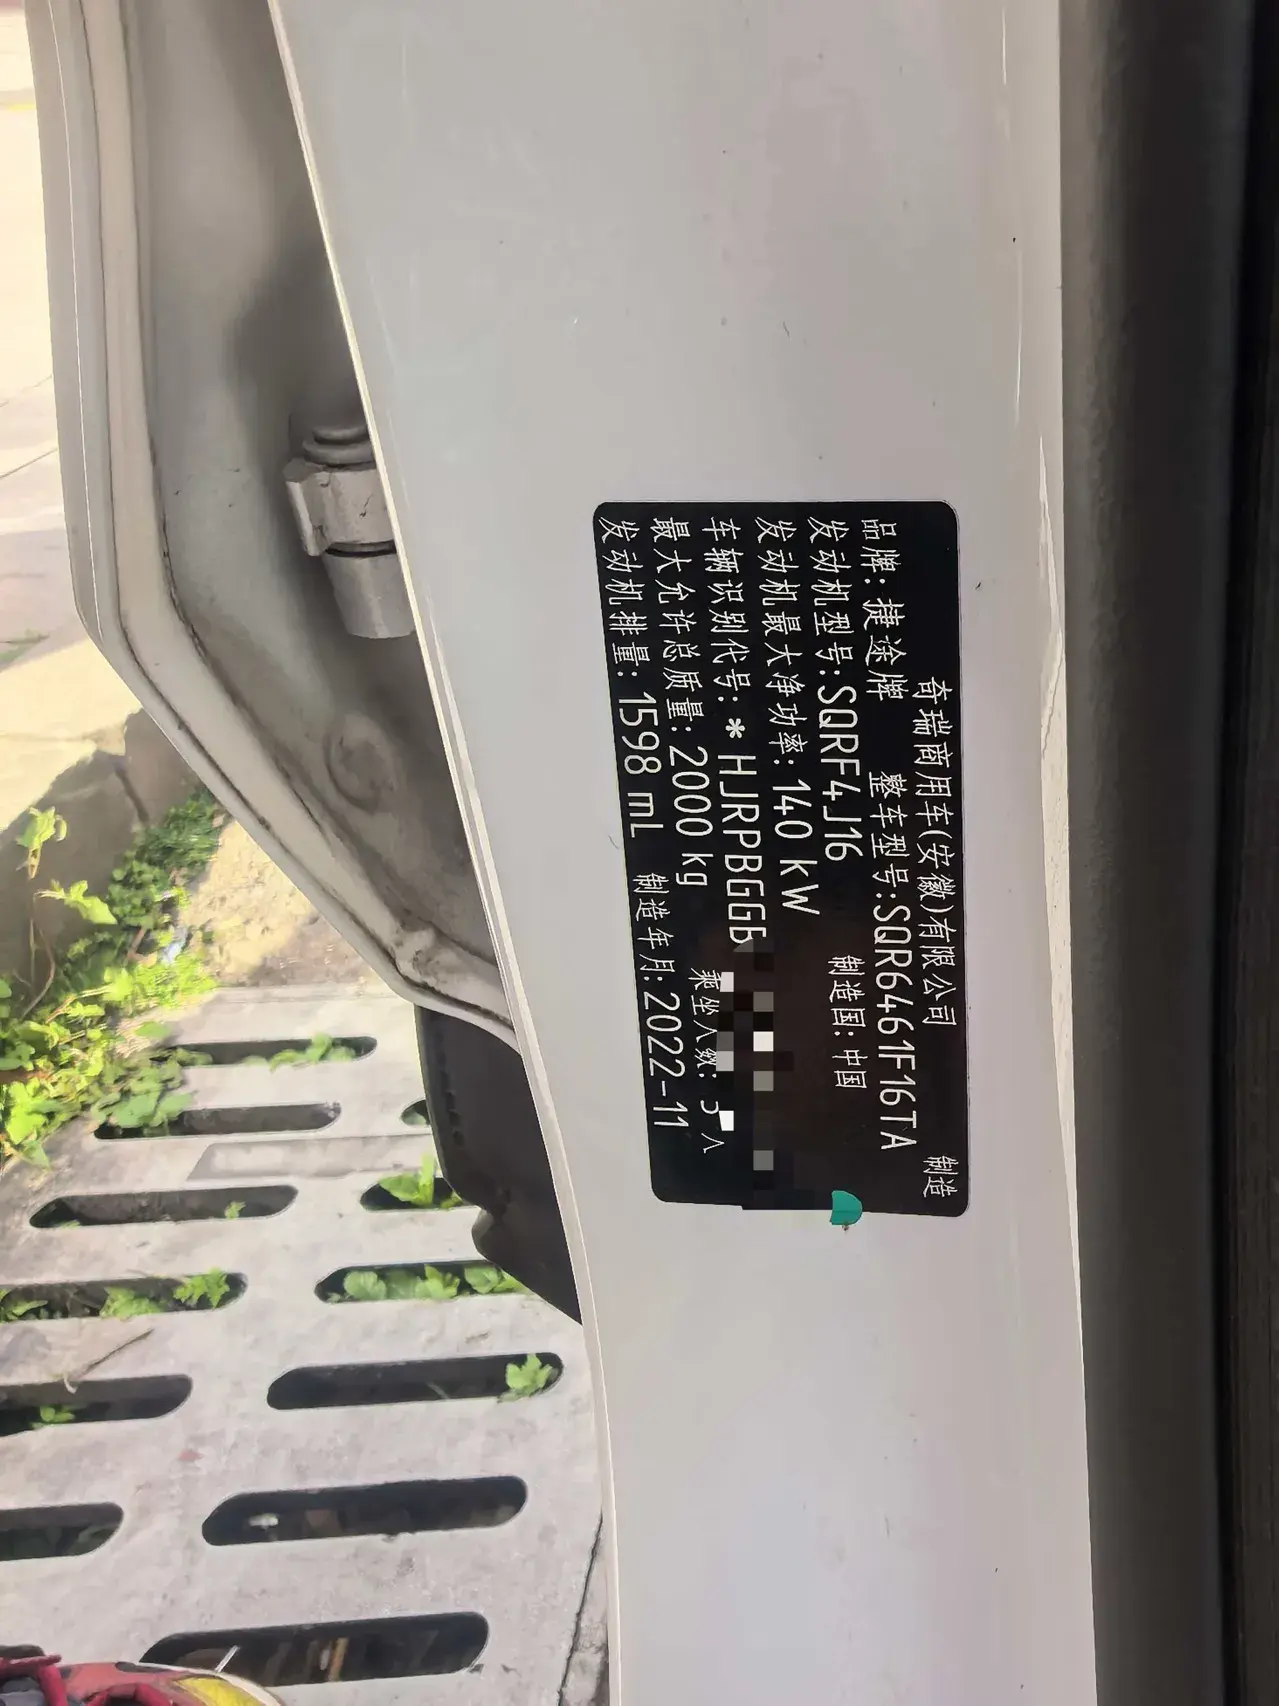 奇瑞商用车(安徽)有限公司 制造
品牌:捷途牌 整车型号:SQR6461F16TA
发动机型号:SQRF4J16 制造国:中国
发动机最大净功率:140 kW
车辆识别代号:*HJRPBGG
最大允许总质量:2000 kg 乘坐人数:5人
发动机排量:1598 mL 制造年月:2022-11